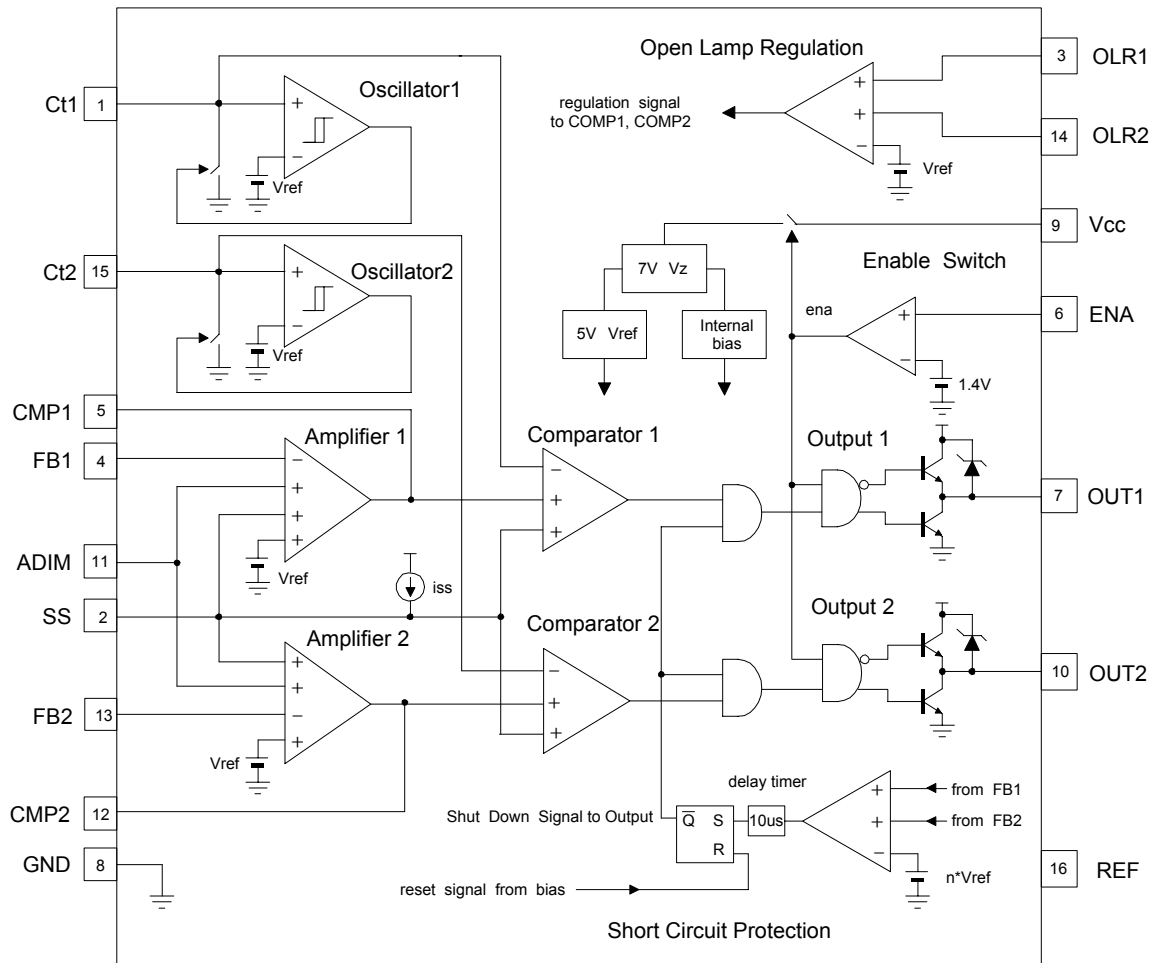 Open Lamp Regulation
3 OLR1
Ct1 1
Oscillator1
+
−
Vref
regulation signal
to COMP1, COMP2
+
+
−
Vref
14 OLR2
9 Vcc
Ct2 15
Oscillator2
+
−
Vref
7V Vz
5V Vref
Internal
bias
Enable Switch
ena
+
−
1.4V
6 ENA
CMP1 5
FB1 4
Amplifier 1
−
+
+
+
Vref
Comparator 1
−
+
+
Output 1
7 OUT1
ADIM 11
SS 2
iss
Amplifier 2
+
+
−
+
Vref
Comparator 2
−
+
+
Output 2
10 OUT2
FB2 13
CMP2 12
GND 8
delay timer
Shut Down Signal to Output
Q S
R
10us
+
+
−
from FB1
from FB2
n*Vref
reset signal from bias
16 REF
Short Circuit Protection